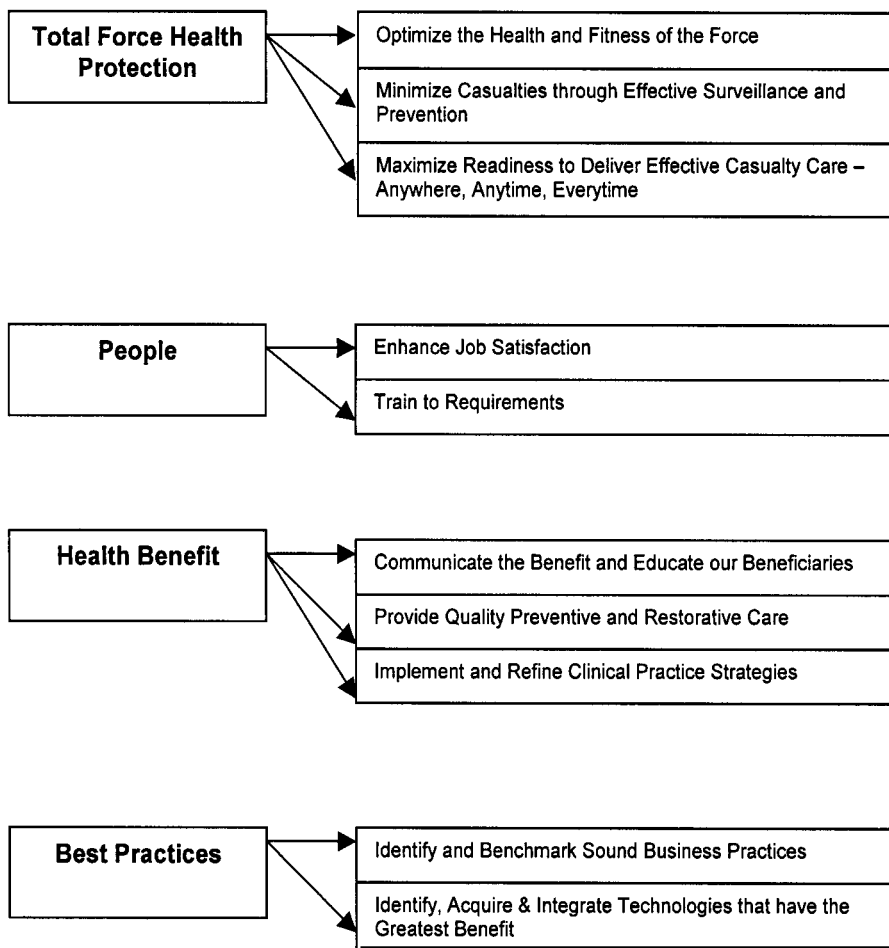 Total Force Health
Protection
Optimize the Health and Fitness of the Force
Minimize Casualties through Effective Surveillance and
Prevention
Maximize Readiness to Deliver Effective Casualty Care –
Anywhere, Anytime, Everytime
People
Enhance Job Satisfaction
Train to Requirements
Health Benefit
Communicate the Benefit and Educate our Beneficiaries
Provide Quality Preventive and Restorative Care
Implement and Refine Clinical Practice Strategies
Best Practices
Identify and Benchmark Sound Business Practices
Identify, Acquire & Integrate Technologies that have the
Greatest Benefit